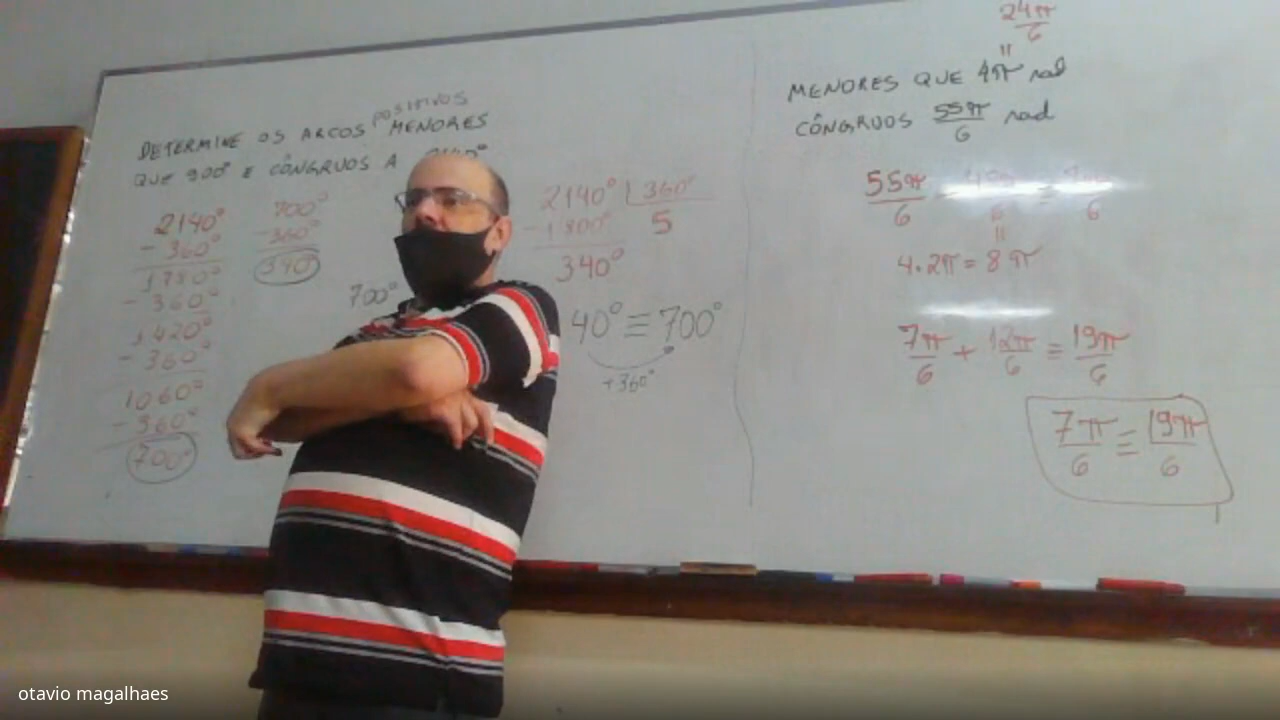 DETERMINE OS ARCOS POSITIVOS MENORES
QUE 900° E CÔNGRUOS A 2140°
2140°
- 360°
1780°
- 360°
1420°
- 360°
1060°
- 360°
700°
700°
- 360°
340°
700°
2140° 360°
- 1800° 5
340°
40° ≡ 700°
+360°
24π/6
=
MENORES QUE 4π rad
CÔNGRUOS 55π/6 rad
55π/6 -
=
4.2π = 8π
7π/6 + 12π/6 ≡ 19π/6
7π/6 ≡ 19π/6
otavio magalhaes